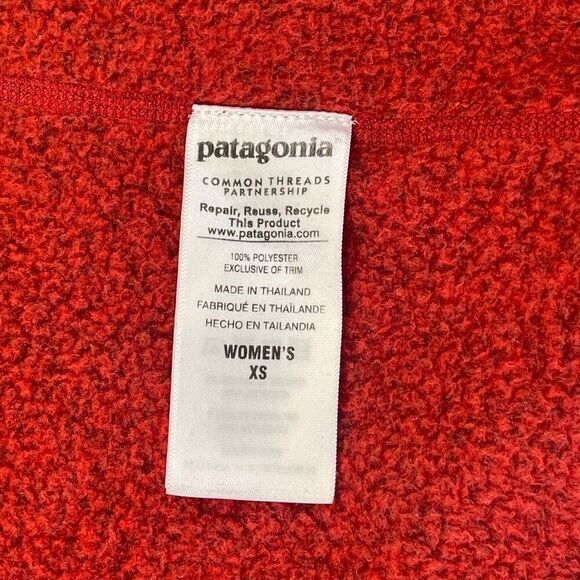 patagonia
COMMON THREADS
PARTNERSHIP
Repair, Reuse, Recycle
This Product
www.patagonia.com
100% POLYESTER
EXCLUSIVE OF TRIM
MADE IN THAILAND
FABRIQUÉ EN THAÏLANDE
HECHO EN TAILANDIA
WOMEN'S
XS